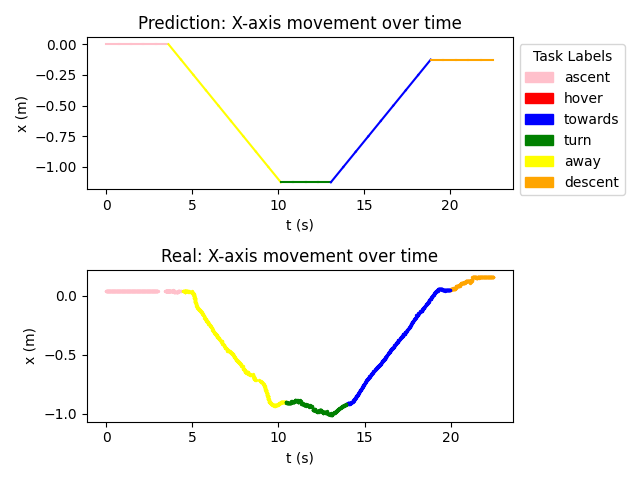 Prediction: X-axis movement over time
0.00
−0.25
−0.50
−0.75
−1.00
x (m)
0
5
10
15
20
t (s)
Task Labels
ascent
hover
towards
turn
away
descent
Real: X-axis movement over time
0.0
−0.5
−1.0
x (m)
0
5
10
15
20
t (s)